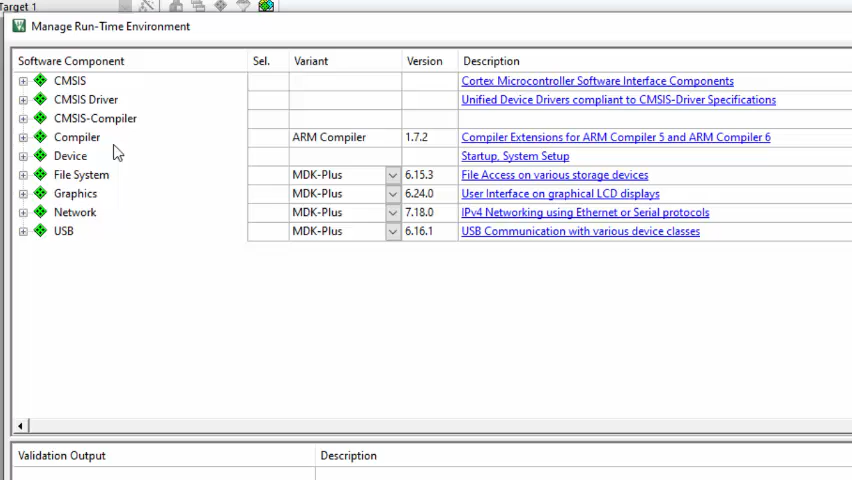 Target 1
Manage Run-Time Environment
Software Component Sel. Variant Version Description
CMSIS Cortex Microcontroller Software Interface Components
CMSIS Driver Unified Device Drivers compliant to CMSIS-Driver Specifications
CMSIS-Compiler
Compiler ARM Compiler 1.7.2 Compiler Extensions for ARM Compiler 5 and ARM Compiler 6
Device Startup, System Setup
File System MDK-Plus 6.15.3 File Access on various storage devices
Graphics MDK-Plus 6.24.0 User Interface on graphical LCD displays
Network MDK-Plus 7.18.0 IPv4 Networking using Ethernet or Serial protocols
USB MDK-Plus 6.16.1 USB Communication with various device classes
Validation Output Description